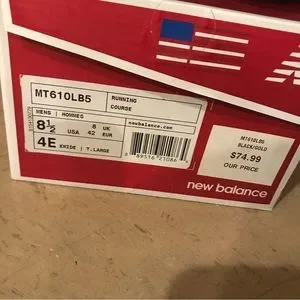 MT610LB5
RUNNING
COURSE
MENS | HOMMES
8½
USA
8 UK
42 EUR
newbalance.com
4E
XWIDE | T.LARGE
MT610LB5
BLACK/GOLD
$74.99
OUR PRICE
new balance